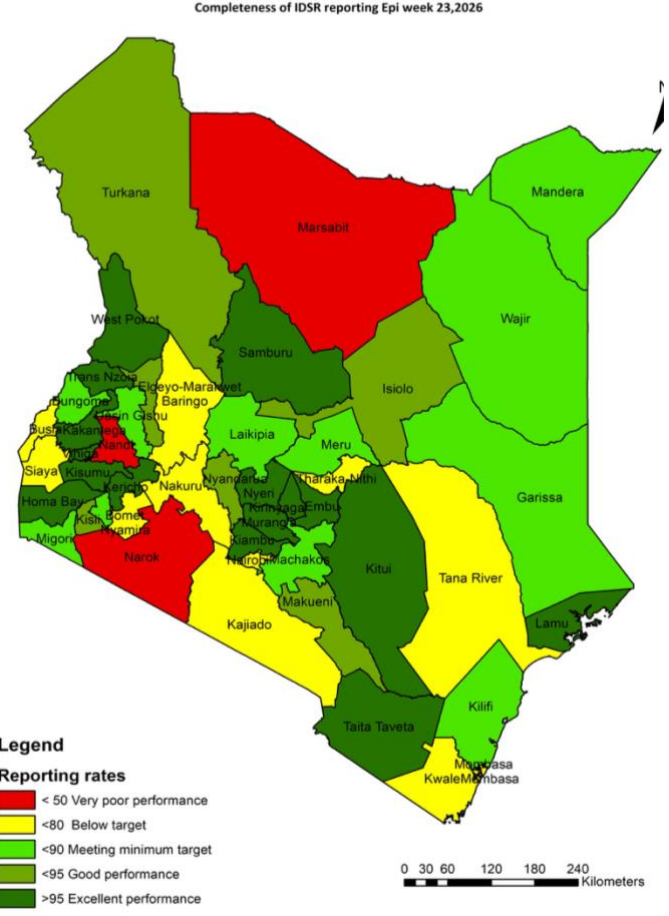 Completeness of IDSR reporting Epi week 23,2026
N
Turkana
Mandera
Marsabit
Wajir
West Pokot
Samburu
Isiolo
Trans Nzoia
Elgeyo-Marakwet
Baringo
Bungoma
Uasin Gishu
Busia
Kakamega
Nandi
Laikipia
Meru
Vihiga
Siaya
Kisumu
Kericho
Nakuru
Nyandarua
Tharaka-Nithi
Garissa
Homa Bay
Nyeri
Kirinyaga
Embu
Kisii
Bomet
Nyamira
Murang'a
Migori
Kiambu
Narok
Nairobi
Machakos
Kitui
Tana River
Makueni
Kajiado
Lamu
Kilifi
Taita Taveta
Mombasa
Kwale
Mombasa
Legend
Reporting rates
< 50 Very poor performance
<80 Below target
<90 Meeting minimum target
<95 Good performance
>95 Excellent performance
0 30 60 120 180 240
Kilometers